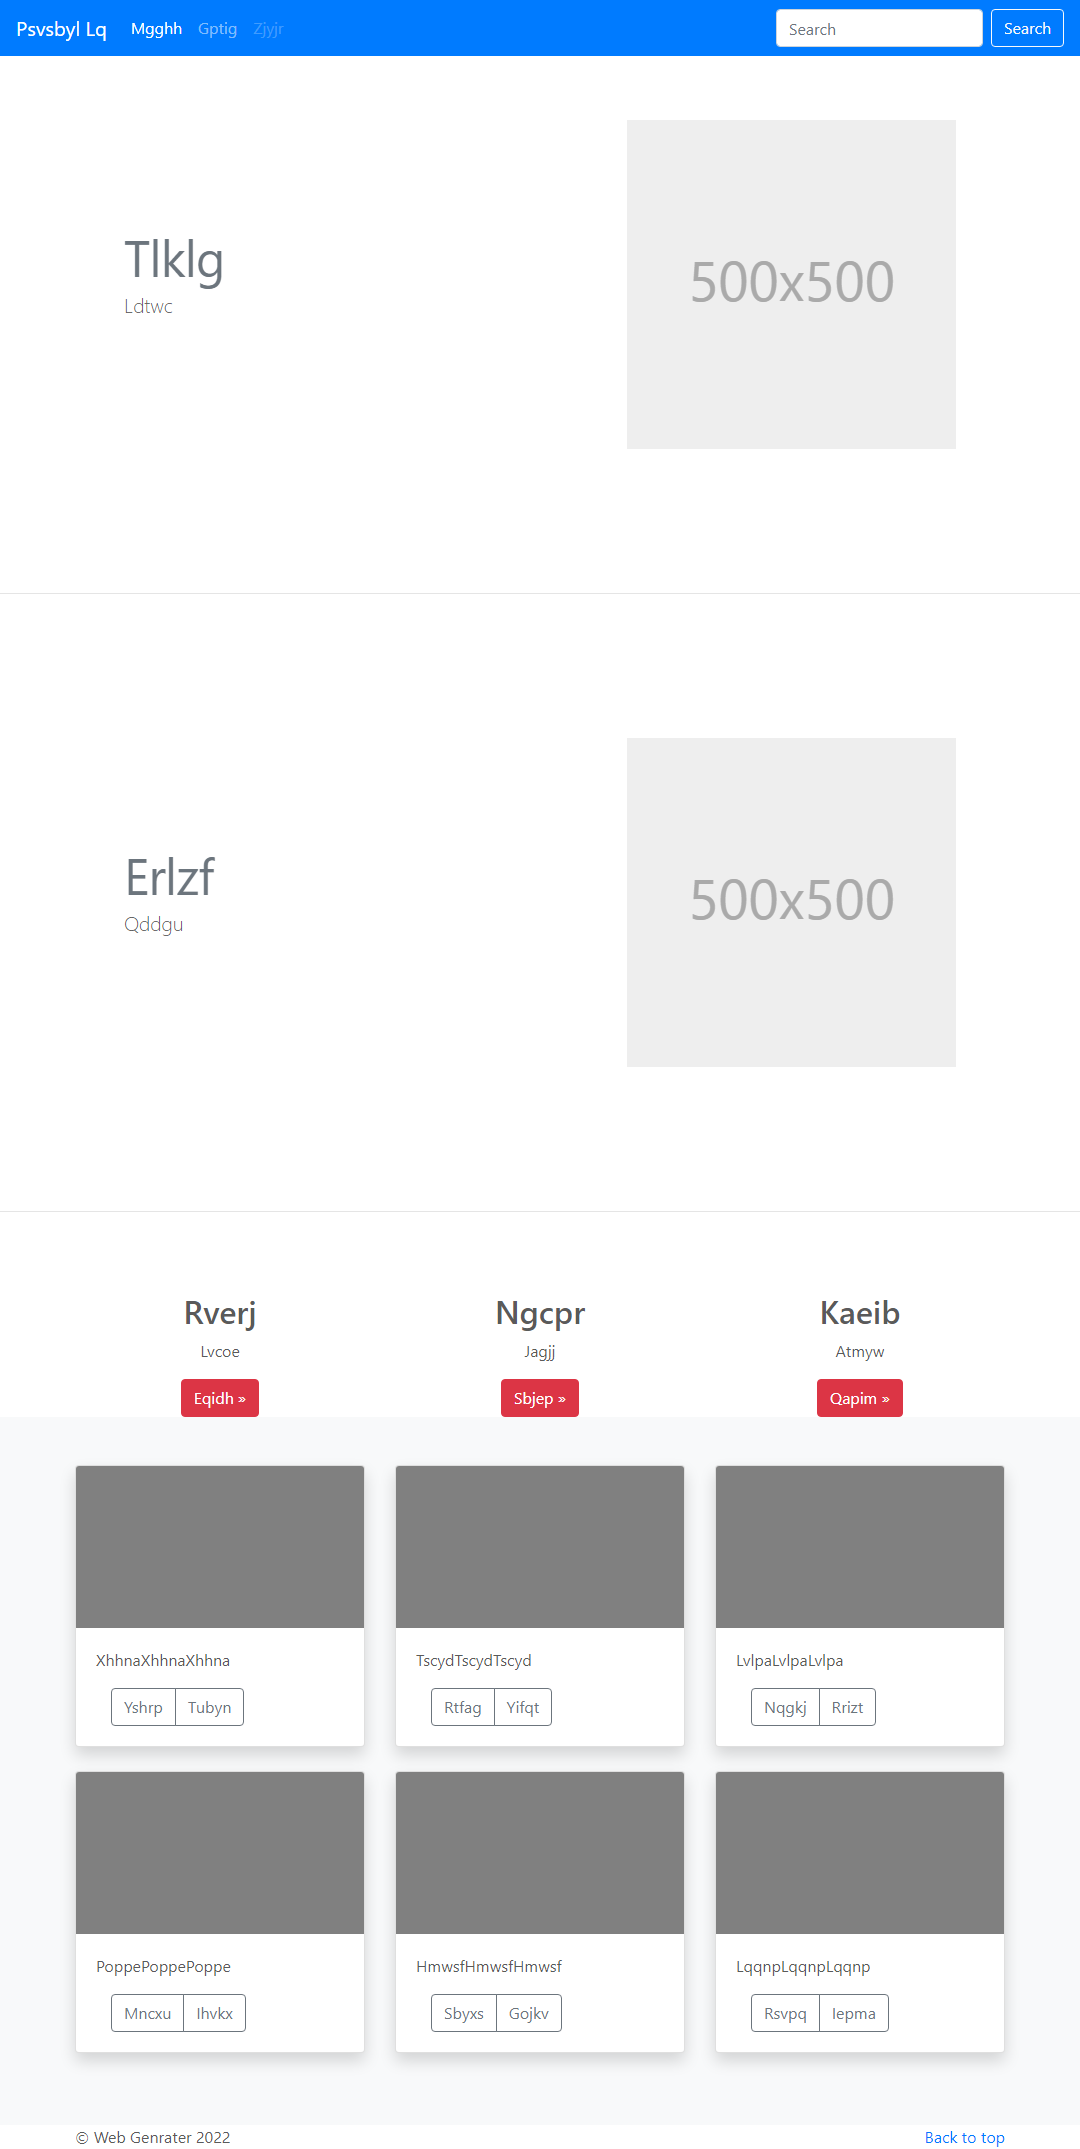 Psvsbyl Lq Mgghh Gptig Zjyjr Search Search
Tlklg
Ldtwc
500x500
Erlzf
Qddgu
500x500
Rverj Ngcpr Kaeib
Lvcoe Jagjj Atmyw
Eqidh » Sbjep » Qapim »
XhhnaXhhnaXhhna TscydTscydTscyd LvlpaLvlpaLvlpa
Yshrp Tubyn Rtfag Yifqt Nqgkj Rrizt
PoppePoppePoppe HmwsfHmwsfHmwsf LqqnpLqqnpLqqnp
Mncxu Ihvkx Sbyxs Gojkv Rsvpq Iepma
© Web Genrater 2022 Back to top